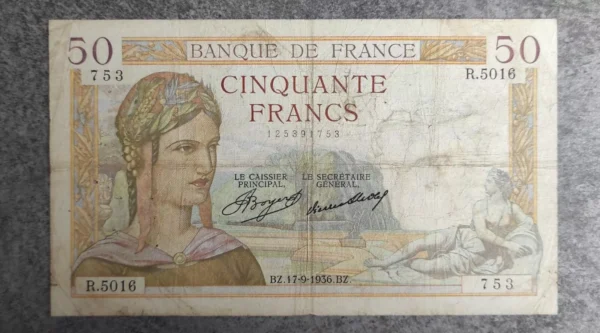 50 BANQUE DE FRANCE 50
753 R.5016
CINQUANTE
FRANCS
125391753
LE CAISSIER LE SECRÉTAIRE
PRINCIPAL, GÉNÉRAL,
R.5016 BZ.17-9-1936.BZ. 753